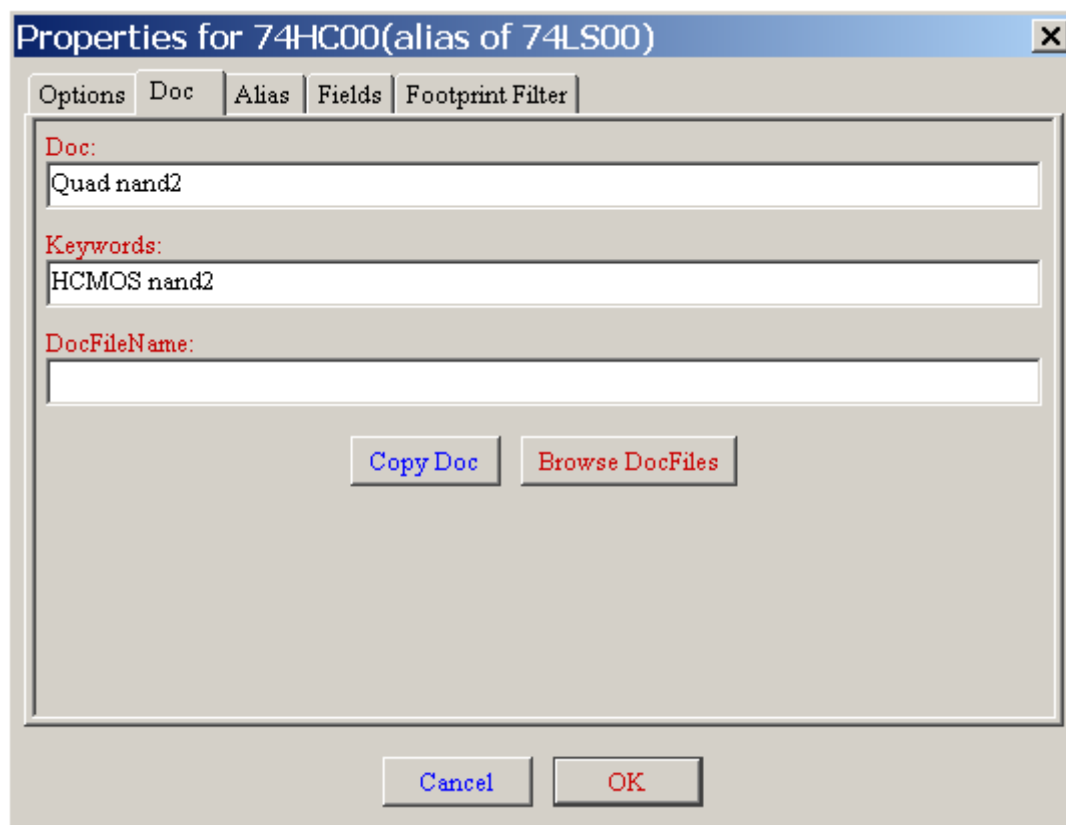 Properties for 74HC00(alias of 74LS00)
Options Doc Alias Fields Footprint Filter
Doc:
Quad nand2
Keywords:
HCMOS nand2
DocFileName:
Copy Doc Browse DocFiles
Cancel OK